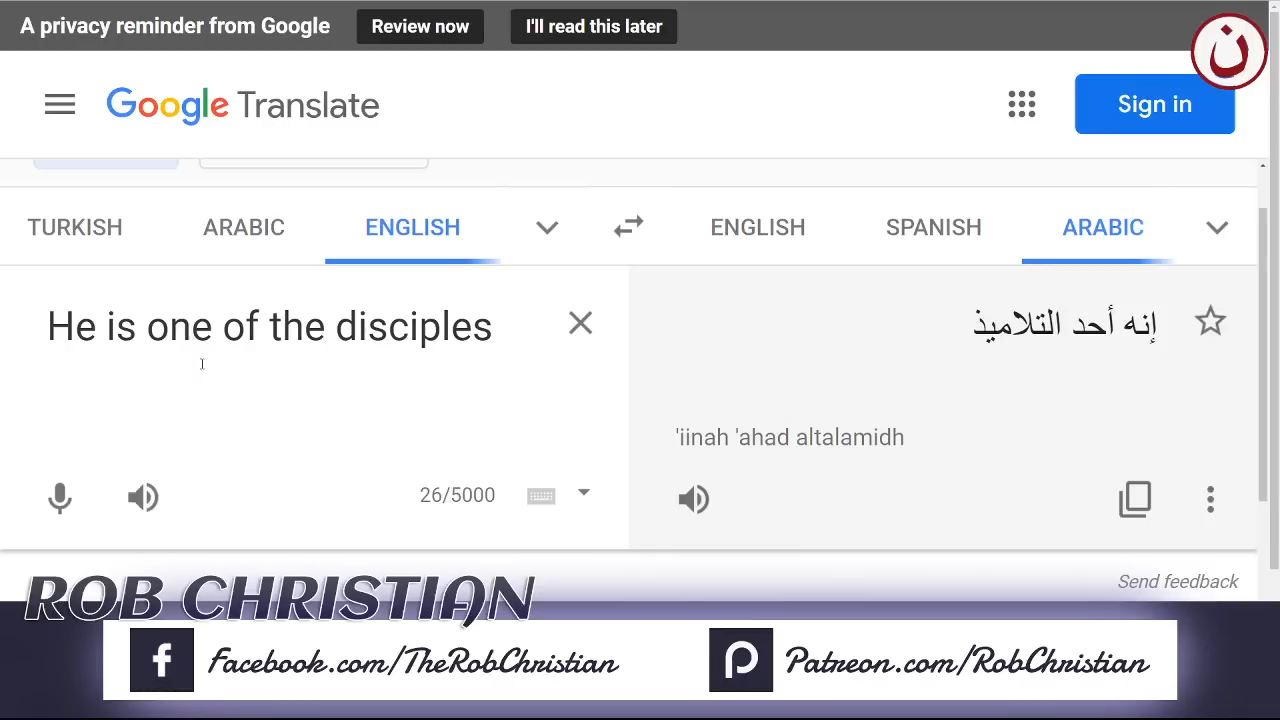 A privacy reminder from Google Review now I'll read this later
ن
Google Translate Sign in
TURKISH ARABIC ENGLISH ENGLISH SPANISH ARABIC
He is one of the disciples
إنه أحد التلاميذ
'iinah 'ahad altalamidh
26/5000
Send feedback
ROB CHRISTIAN
Facebook.com/TheRobChristian Patreon.com/RobChristian